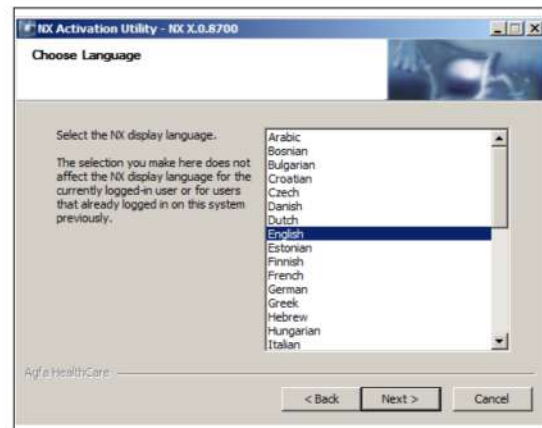 NX Activation Utility - NX X.0.8700
Choose Language
Select the NX display language.
The selection you make here does not
affect the NX display language for the
currently logged-in user or for users
that already logged in on this system
previously.
Arabic
Bosnian
Bulgarian
Croatian
Czech
Danish
Dutch
English
Estonian
Finnish
French
German
Greek
Hebrew
Hungarian
Italian
Agfa HealthCare
< Back
Next >
Cancel